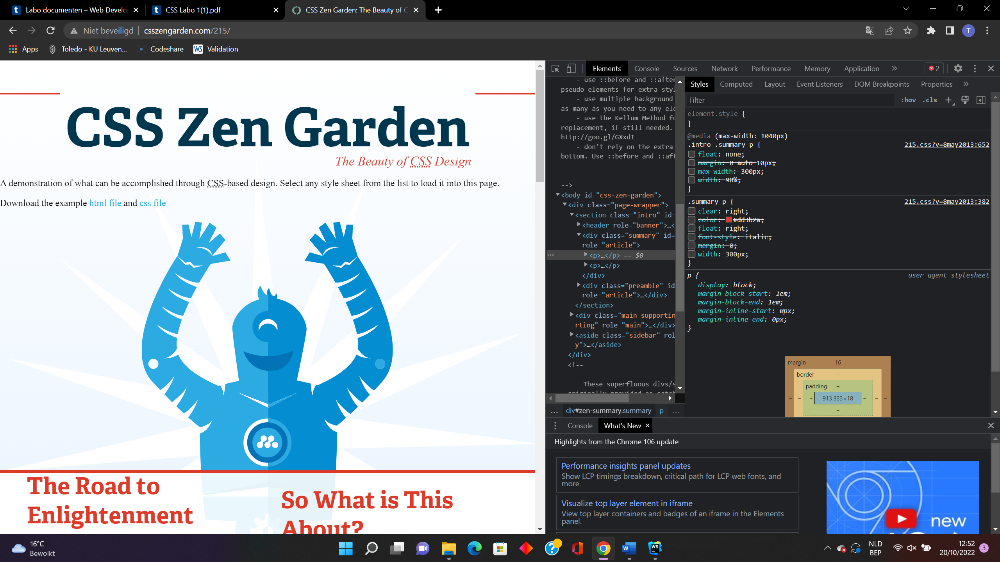 Labo documenten – Web Develo
CSS Labo 1(1).pdf
CSS Zen Garden: The Beauty of C
Niet beveiligd
csszengarden.com/215/
T
Apps
Toledo - KU Leuven...
Codeshare
W3 Validation
CSS Zen Garden
The Beauty of CSS Design
A demonstration of what can be accomplished through CSS-based design. Select any style sheet from the list to load it into this page.
Download the example html file and css file
The Road to
Enlightenment
So What is This
About?
Elements
Console
Sources
Network
Performance
Memory
Application
2
- use ::before and ::after
pseudo-elements for extra styl
- use multiple background
as many as you need to any ele
- use the Kellum Method fo
replacement, if still needed.
http://goo.gl/GXxdI
- don't rely on the extra
bottom. Use ::before and ::aft
-->
<body id="css-zen-garden">
<div class="page-wrapper">
<section class="intro" id=
<header role="banner">…<
<div class="summary" id=
role="article">
<p>…</p> == $0
<p>…</p>
</div>
<div class="preamble" id
role="article">…</div>
</section>
<div class="main supportin
rting" role="main">…</div>
<aside class="sidebar" rol
y">…</aside>
</div>
<!--
These superfluous divs/s
originally provided as catch
... div#zen-summary.summary p ...
Styles
Computed
Layout
Event Listeners
DOM Breakpoints
Properties
Filter
:hov .cls
element.style {
}
@media (max-width: 1040px)
.intro .summary p {
215.css?v=8may2013:652
float: none;
margin: 0 auto 10px;
max-width: 300px;
width: 90%;
}
.summary p {
215.css?v=8may2013:382
clear: right;
color: #dd3b2a;
float: right;
font-style: italic;
margin: 0;
width: 300px;
}
p {
user agent stylesheet
display: block;
margin-block-start: 1em;
margin-block-end: 1em;
margin-inline-start: 0px;
margin-inline-end: 0px;
}
margin 16
border –
padding –
– – – 913.333×18 – – –
–
Console
What's New
Highlights from the Chrome 106 update
Performance insights panel updates
Show LCP timings breakdown, critical path for LCP web fonts, and
more.
Visualize top layer element in iframe
View top layer containers and badges of an iframe in the Elements
panel.
new
16°C
Bewolkt
W
WS
NLD
BEP
12:52
20/10/2022
3